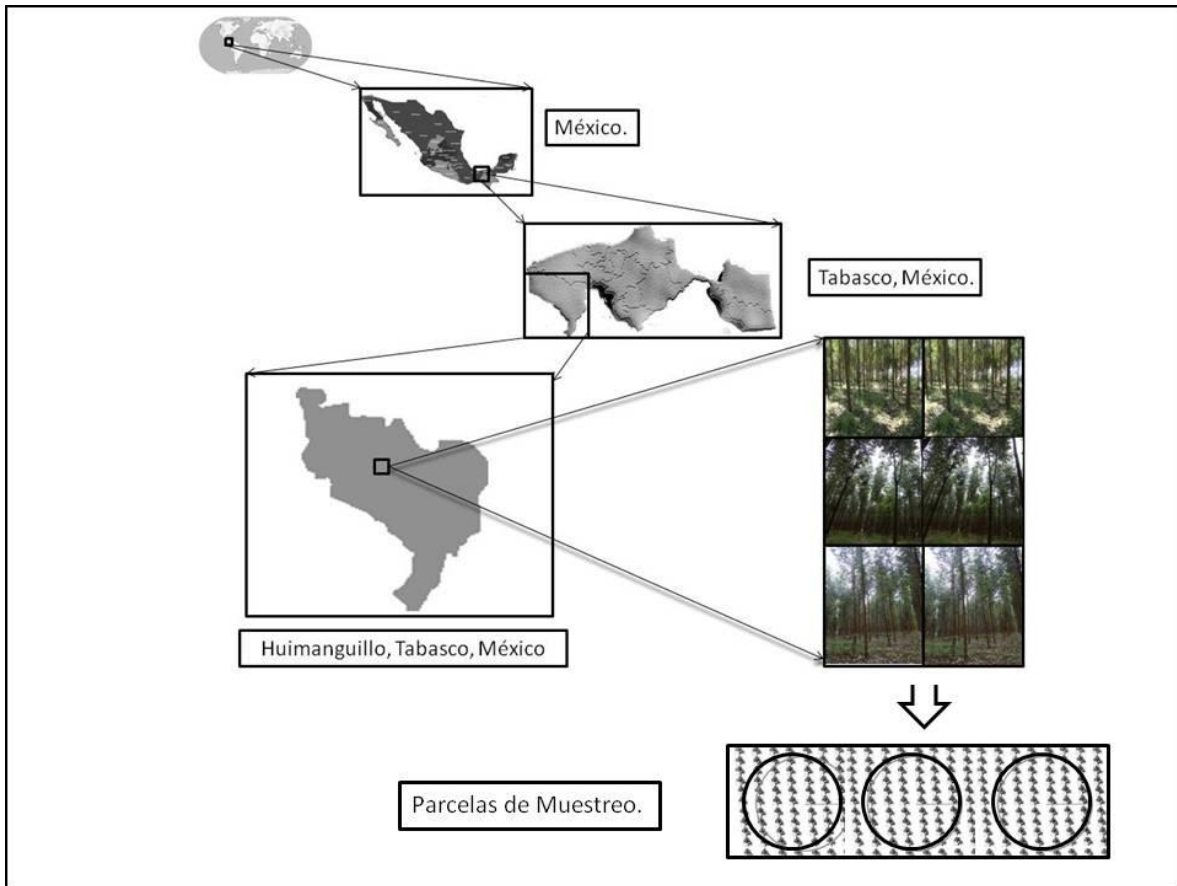 México.
Tabasco, México.
Huimanguillo, Tabasco, México
Parcelas de Muestreo.